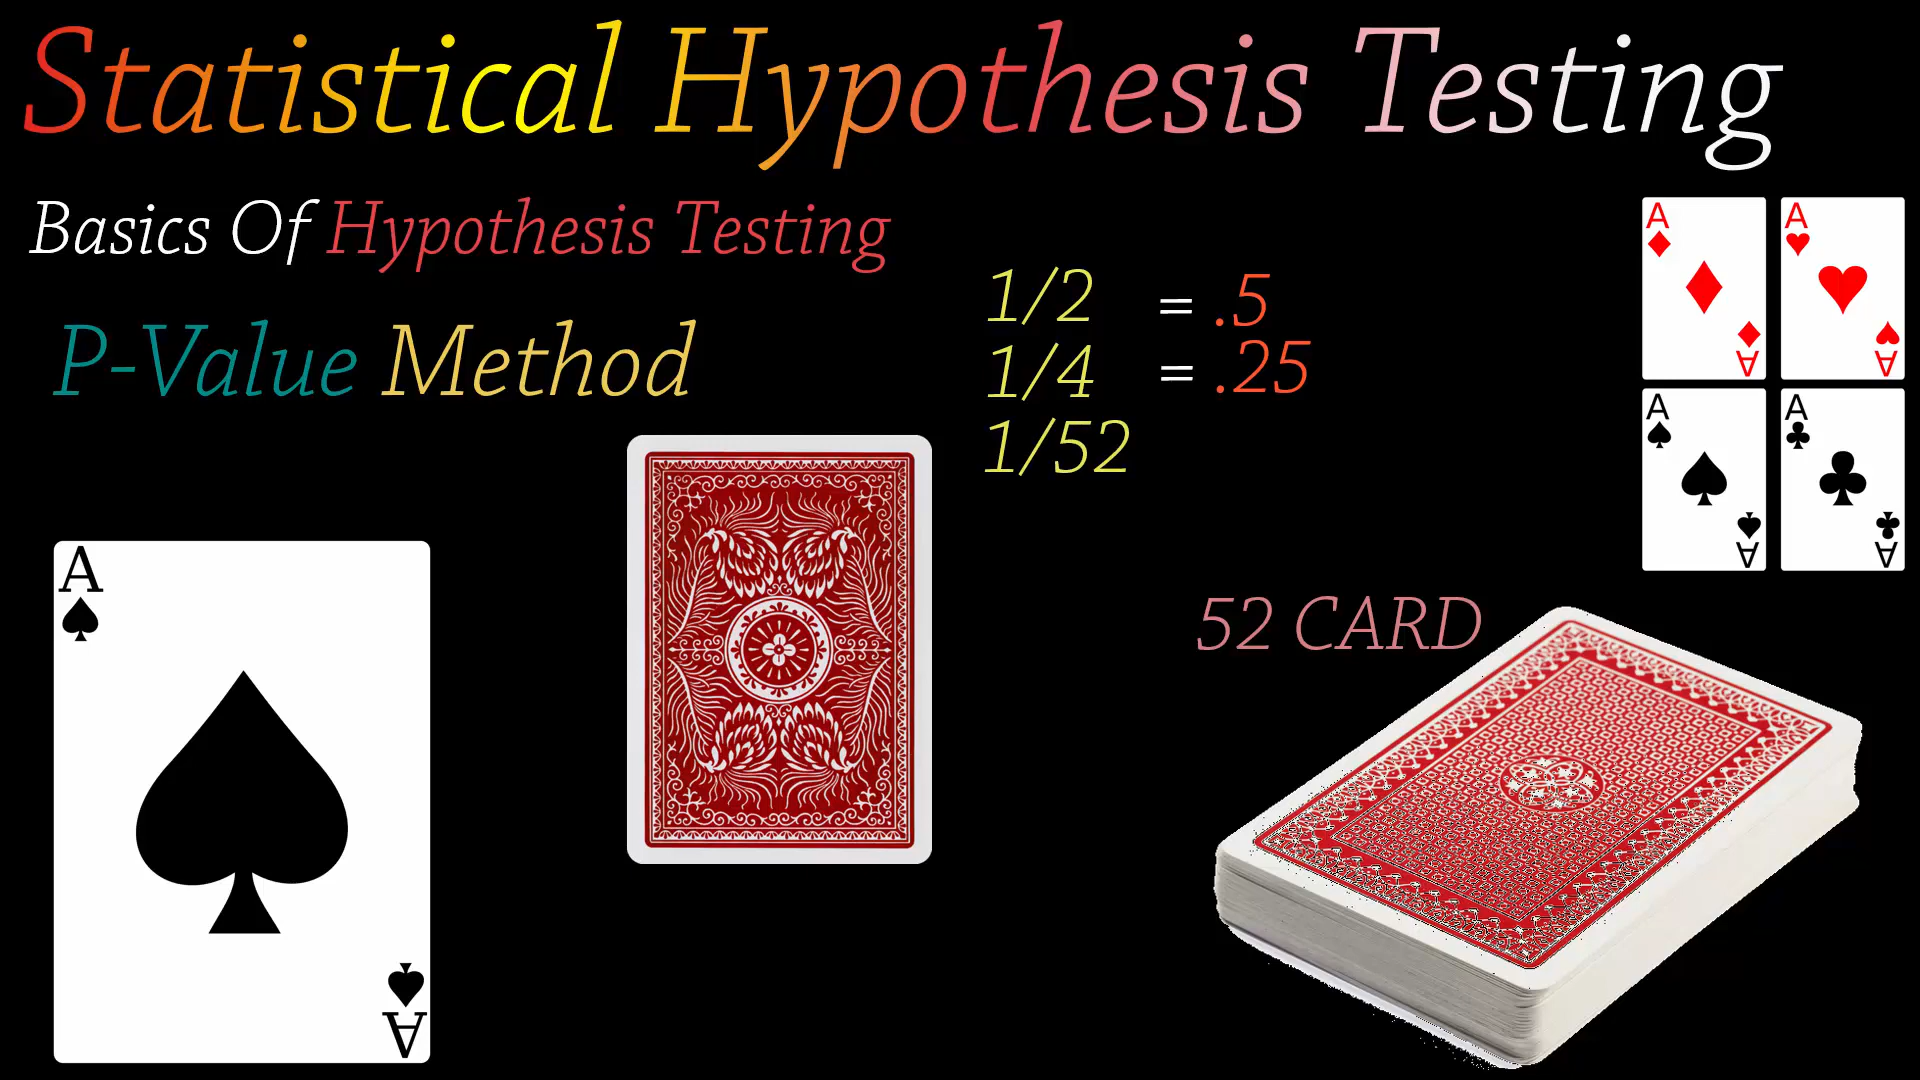 Statistical Hypothesis Testing
Basics Of Hypothesis Testing
P-Value Method
1/2 = .5
1/4 = .25
1/52
A
A
A
A
A
A
A
A
52 CARD
A
A